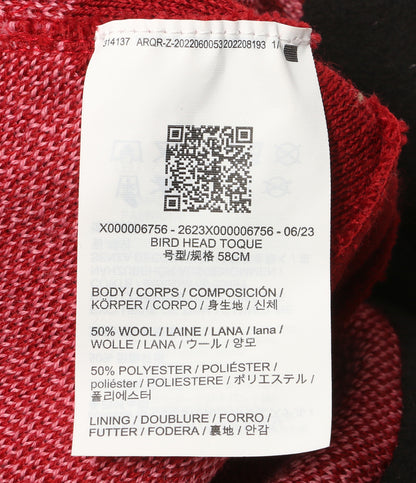 J14137 ARQR-Z-2022060053202208193 1/
X000006756 - 2623X000006756 - 06/23
BIRD HEAD TOQUE
号型/规格 58CM
BODY / CORPS / COMPOSICIÓN /
KÖRPER / CORPO / 身生地 / 신체
50% WOOL / LAINE / LANA / lana /
WOLLE / LANA / ウール / 양모
50% POLYESTER / POLIÉSTER /
poliéster / POLIESTERE / ポリエステル /
폴리에스터
LINING / DOUBLURE / FORRO /
FUTTER / FODERA / 裏地 / 안감